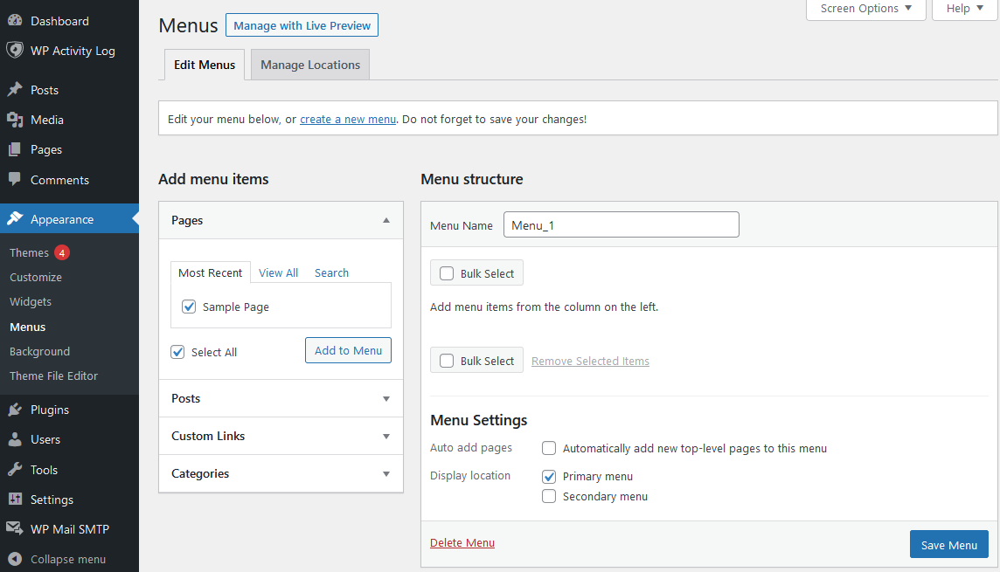 Dashboard
WP Activity Log
Posts
Media
Pages
Comments
Appearance
Themes 4
Customize
Widgets
Menus
Background
Theme File Editor
Plugins
Users
Tools
Settings
WP Mail SMTP
Collapse menu
Screen Options
Help
Menus
Manage with Live Preview
Edit Menus
Manage Locations
Edit your menu below, or create a new menu. Do not forget to save your changes!
Add menu items
Pages
Most Recent
View All
Search
Sample Page
Select All
Add to Menu
Posts
Custom Links
Categories
Menu structure
Menu Name
Menu_1
Bulk Select
Add menu items from the column on the left.
Bulk Select
Remove Selected Items
Menu Settings
Auto add pages
Automatically add new top-level pages to this menu
Display location
Primary menu
Secondary menu
Delete Menu
Save Menu